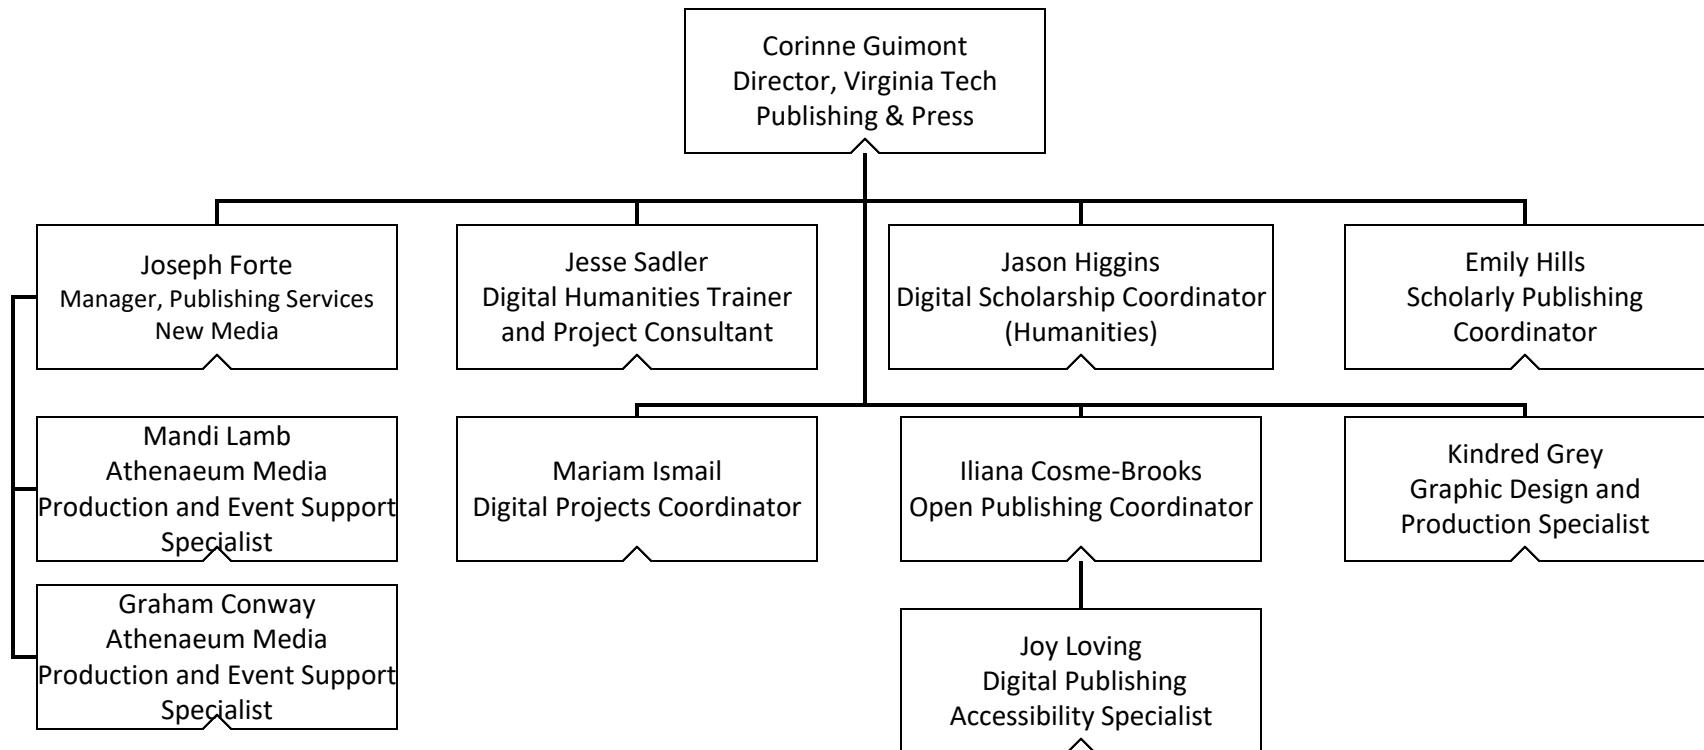 Corinne Guimont
Director, Virginia Tech
Publishing & Press
Joseph Forte
Manager, Publishing Services
New Media
Jesse Sadler
Digital Humanities Trainer
and Project Consultant
Jason Higgins
Digital Scholarship Coordinator
(Humanities)
Emily Hills
Scholarly Publishing
Coordinator
Mandi Lamb
Athenaeum Media
Production and Event Support
Specialist
Mariam Ismail
Digital Projects Coordinator
Iliana Cosme-Brooks
Open Publishing Coordinator
Kindred Grey
Graphic Design and
Production Specialist
Graham Conway
Athenaeum Media
Production and Event Support
Specialist
Joy Loving
Digital Publishing
Accessibility Specialist